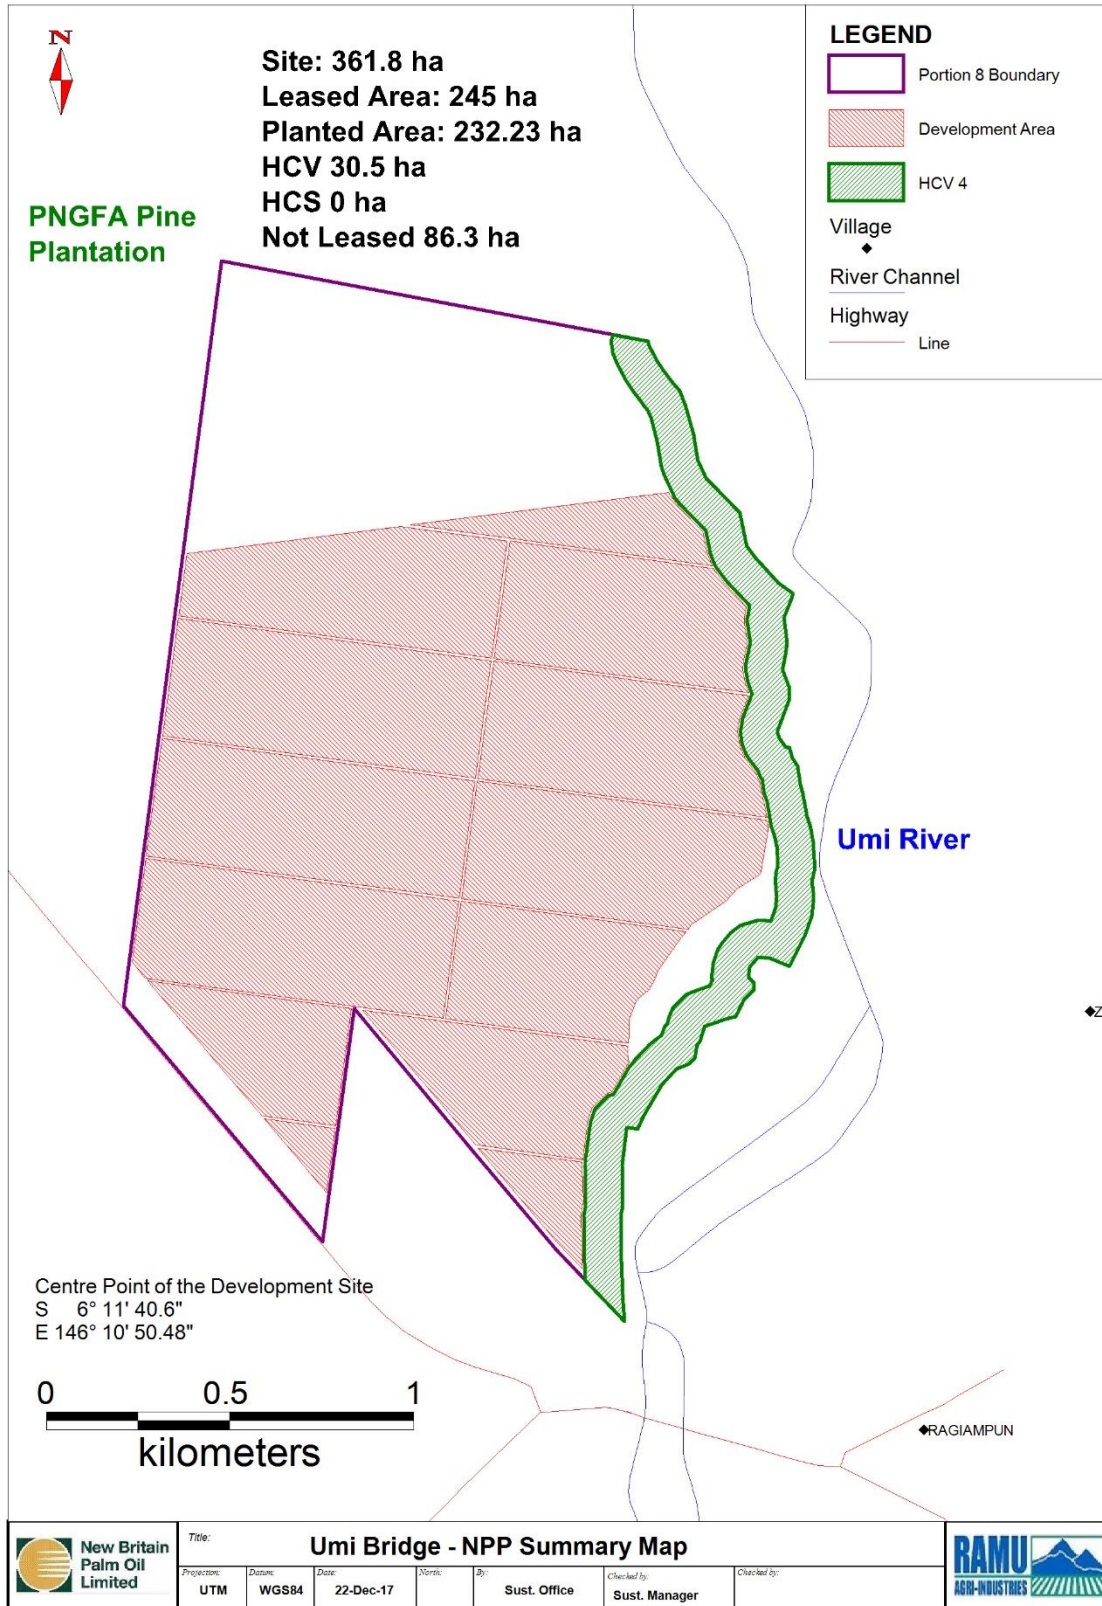 N
Site: 361.8 ha
Leased Area: 245 ha
Planted Area: 232.23 ha
HCV 30.5 ha
HCS 0 ha
Not Leased 86.3 ha
PNGFA Pine
Plantation
LEGEND
Portion 8 Boundary
Development Area
HCV 4
Village
River Channel
Highway
Line
Umi River
Z
Centre Point of the Development Site
S 6° 11' 40.6"
E 146° 10' 50.48"
0 0.5 1
kilometers
RAGIAMPUN
New Britain
Palm Oil
Limited
Title:
Umi Bridge - NPP Summary Map
Projection:
UTM
Datum:
WGS84
Date:
22-Dec-17
North:
By:
Sust. Office
Checked by:
Sust. Manager
Checked by:
RAMU
AGRI-INDUSTRIES